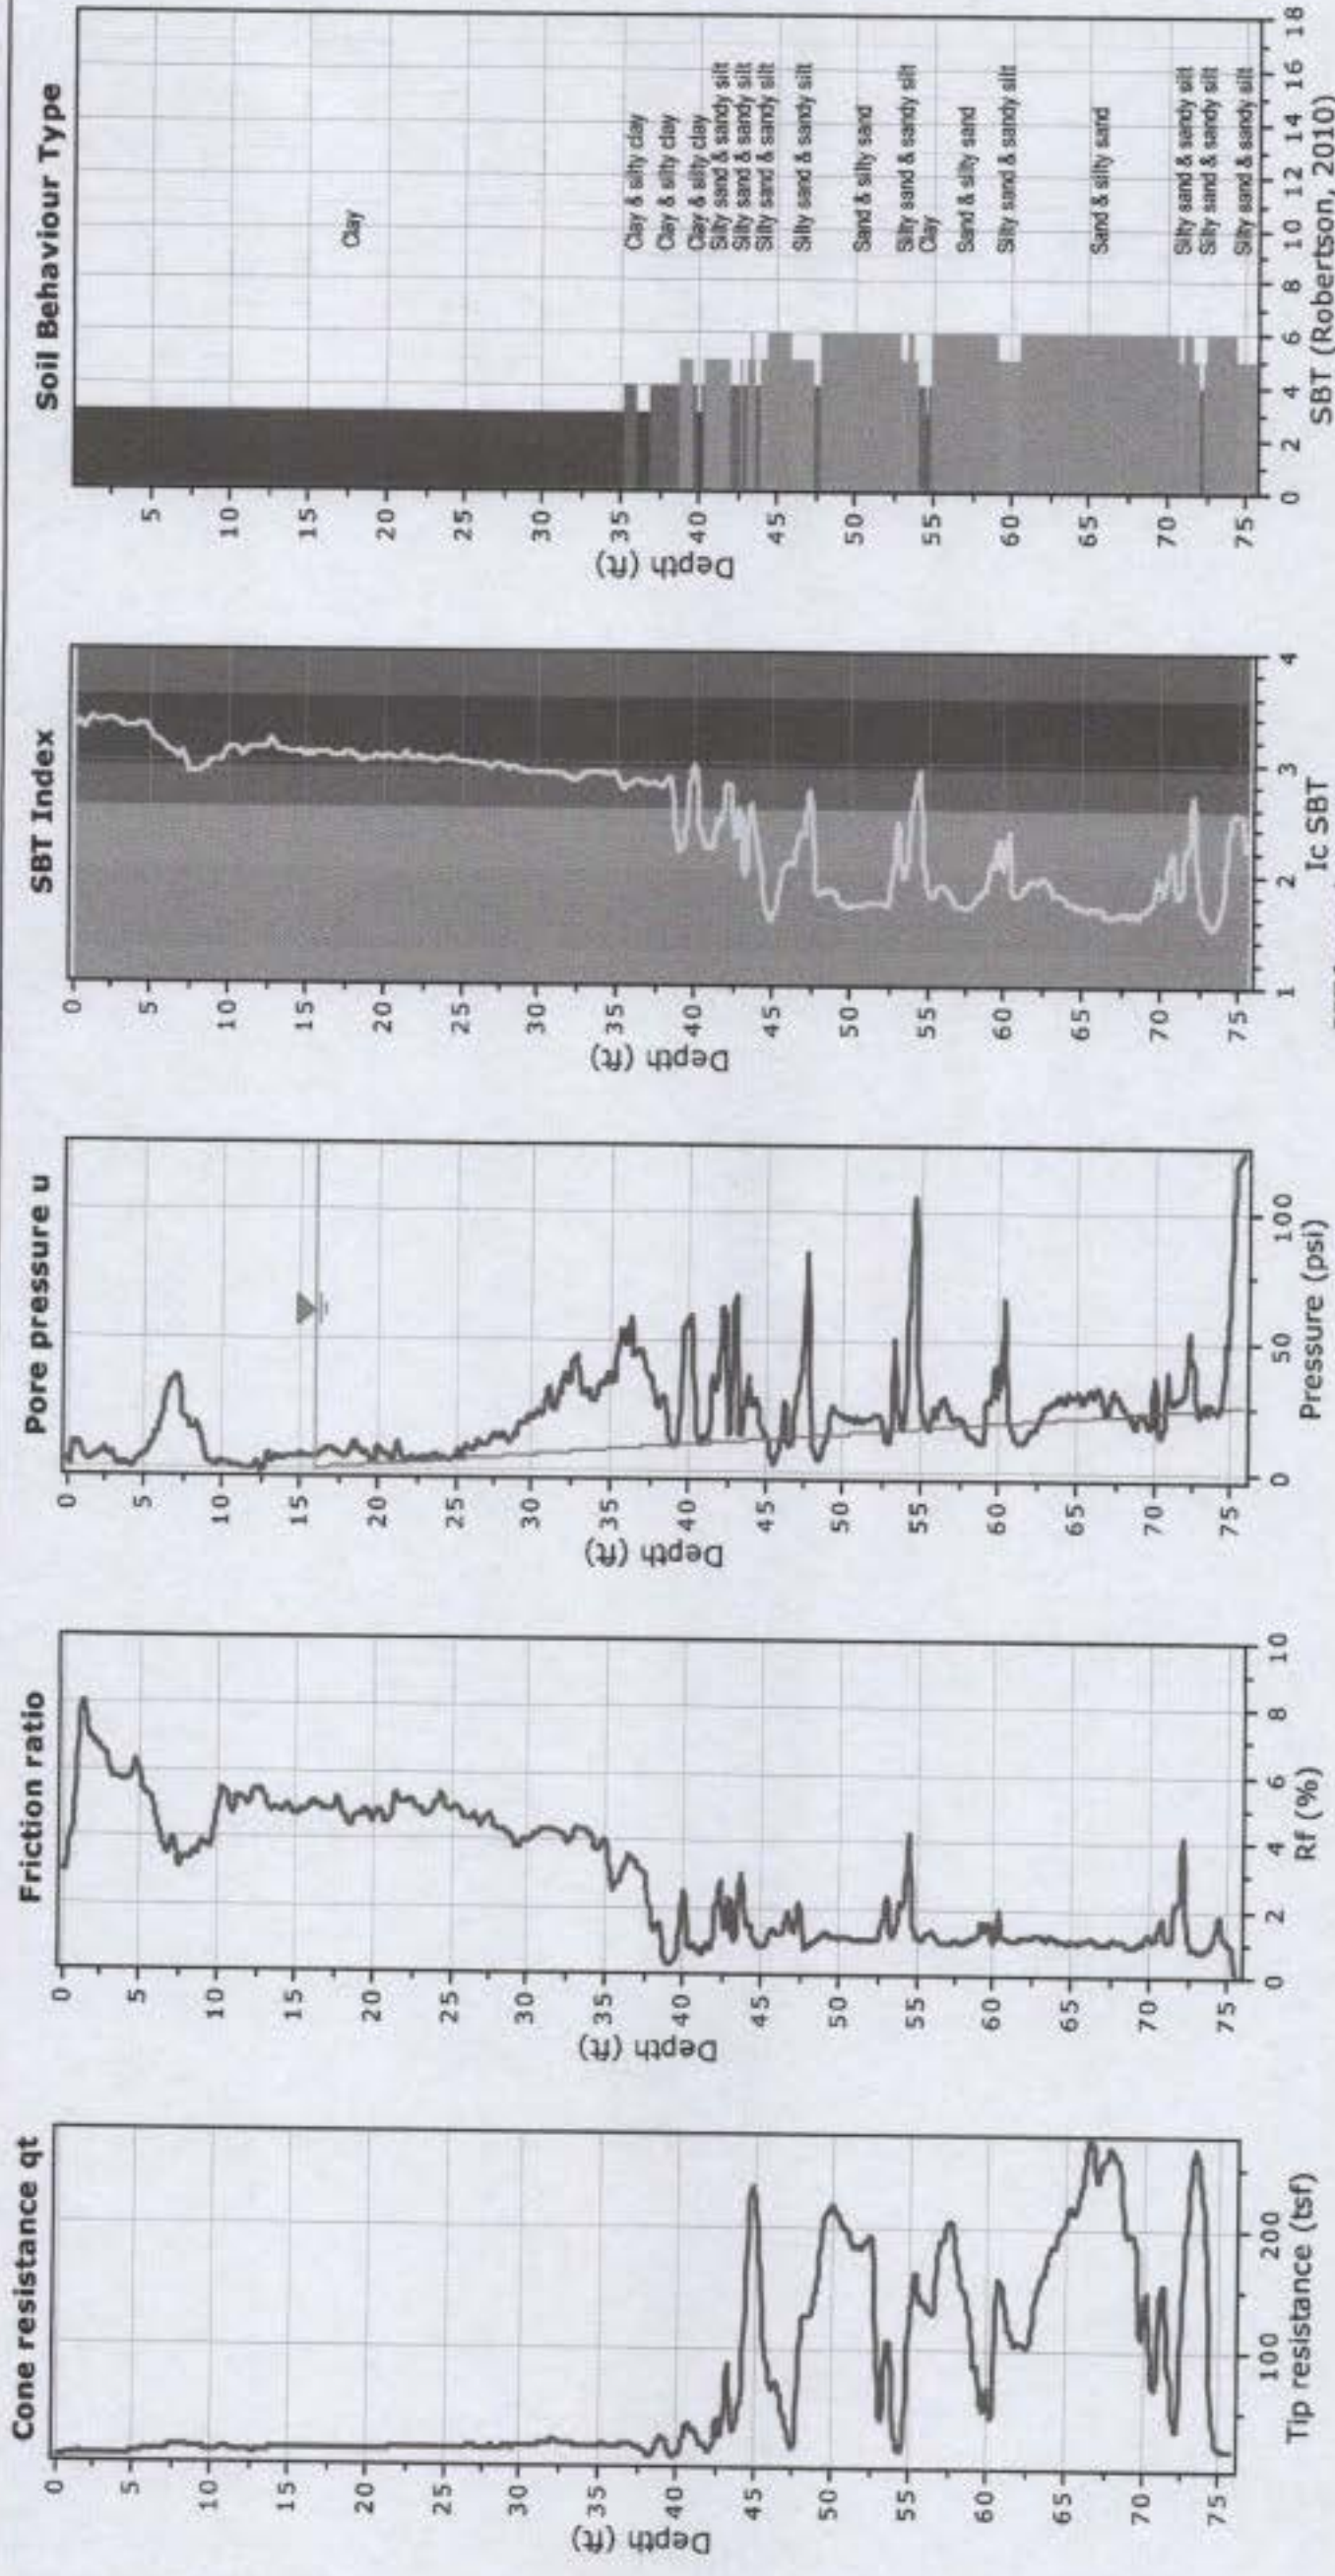 Cone resistance qt
0
5
10
15
20
25
30
35
40
45
50
55
60
65
70
75
Depth (ft)
100 200
Tip resistance (tsf)
Friction ratio
0
5
10
15
20
25
30
35
40
45
50
55
60
65
70
75
Depth (ft)
0 2 4 6 8 10
Rf (%)
Pore pressure u
0
5
10
15
20
25
30
35
40
45
50
55
60
65
70
75
Depth (ft)
0 50 100
Pressure (psi)
SBT Index
0
5
10
15
20
25
30
35
40
45
50
55
60
65
70
75
Depth (ft)
1 2 3 4
Ic SBT
Soil Behaviour Type
5
10
15
20
25
30
35
40
45
50
55
60
65
70
75
Depth (ft)
Clay
Clay & silty clay
Clay & silty clay
Clay & silty clay
Silty sand & sandy silt
Silty sand & sandy silt
Silty sand & sandy silt
Silty sand & sandy silt
Sand & silty sand
Silty sand & sandy silt
Clay
Sand & silty sand
Silty sand & sandy silt
Sand & silty sand
Silty sand & sandy silt
Silty sand & sandy silt
Silty sand & sandy silt
0 2 4 6 8 10 12 14 16 18
SBT (Robertson, 2010)